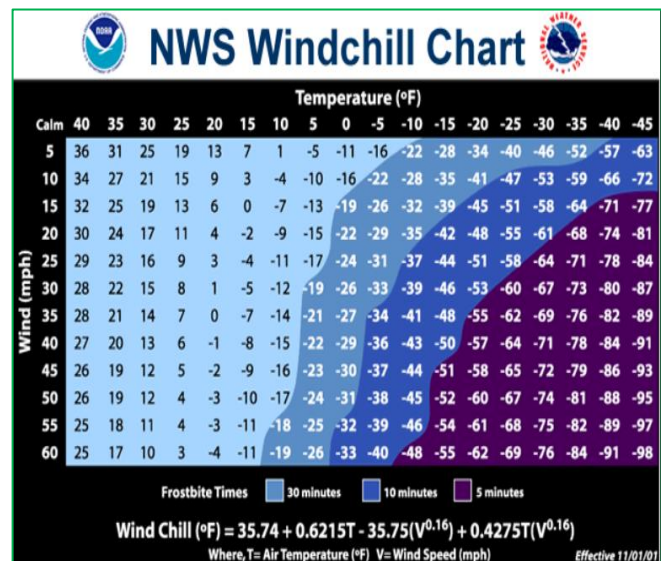 NOAA
NWS Windchill Chart
Temperature (ºF)
Calm 40 35 30 25 20 15 10 5 0 -5 -10 -15 -20 -25 -30 -35 -40 -45
5 36 31 25 19 13 7 1 -5 -11 -16 -22 -28 -34 -40 -46 -52 -57 -63
10 34 27 21 15 9 3 -4 -10 -16 -22 -28 -35 -41 -47 -53 -59 -66 -72
15 32 25 19 13 6 0 -7 -13 -19 -26 -32 -39 -45 -51 -58 -64 -71 -77
20 30 24 17 11 4 -2 -9 -15 -22 -29 -35 -42 -48 -55 -61 -68 -74 -81
25 29 23 16 9 3 -4 -11 -17 -24 -31 -37 -44 -51 -58 -64 -71 -78 -84
30 28 22 15 8 1 -5 -12 -19 -26 -33 -39 -46 -53 -60 -67 -73 -80 -87
35 28 21 14 7 0 -7 -14 -21 -27 -34 -41 -48 -55 -62 -69 -76 -82 -89
40 27 20 13 6 -1 -8 -15 -22 -29 -36 -43 -50 -57 -64 -71 -78 -84 -91
45 26 19 12 5 -2 -9 -16 -23 -30 -37 -44 -51 -58 -65 -72 -79 -86 -93
50 26 19 12 4 -3 -10 -17 -24 -31 -38 -45 -52 -60 -67 -74 -81 -88 -95
55 25 18 11 4 -3 -11 -18 -25 -32 -39 -46 -54 -61 -68 -75 -82 -89 -97
60 25 17 10 3 -4 -11 -19 -26 -33 -40 -48 -55 -62 -69 -76 -84 -91 -98
Wind (mph)
Frostbite Times 30 minutes 10 minutes 5 minutes
Wind Chill (ºF) = 35.74 + 0.6215T - 35.75(V^0.16) + 0.4275T(V^0.16)
Where, T= Air Temperature (ºF) V= Wind Speed (mph)
Effective 11/01/01